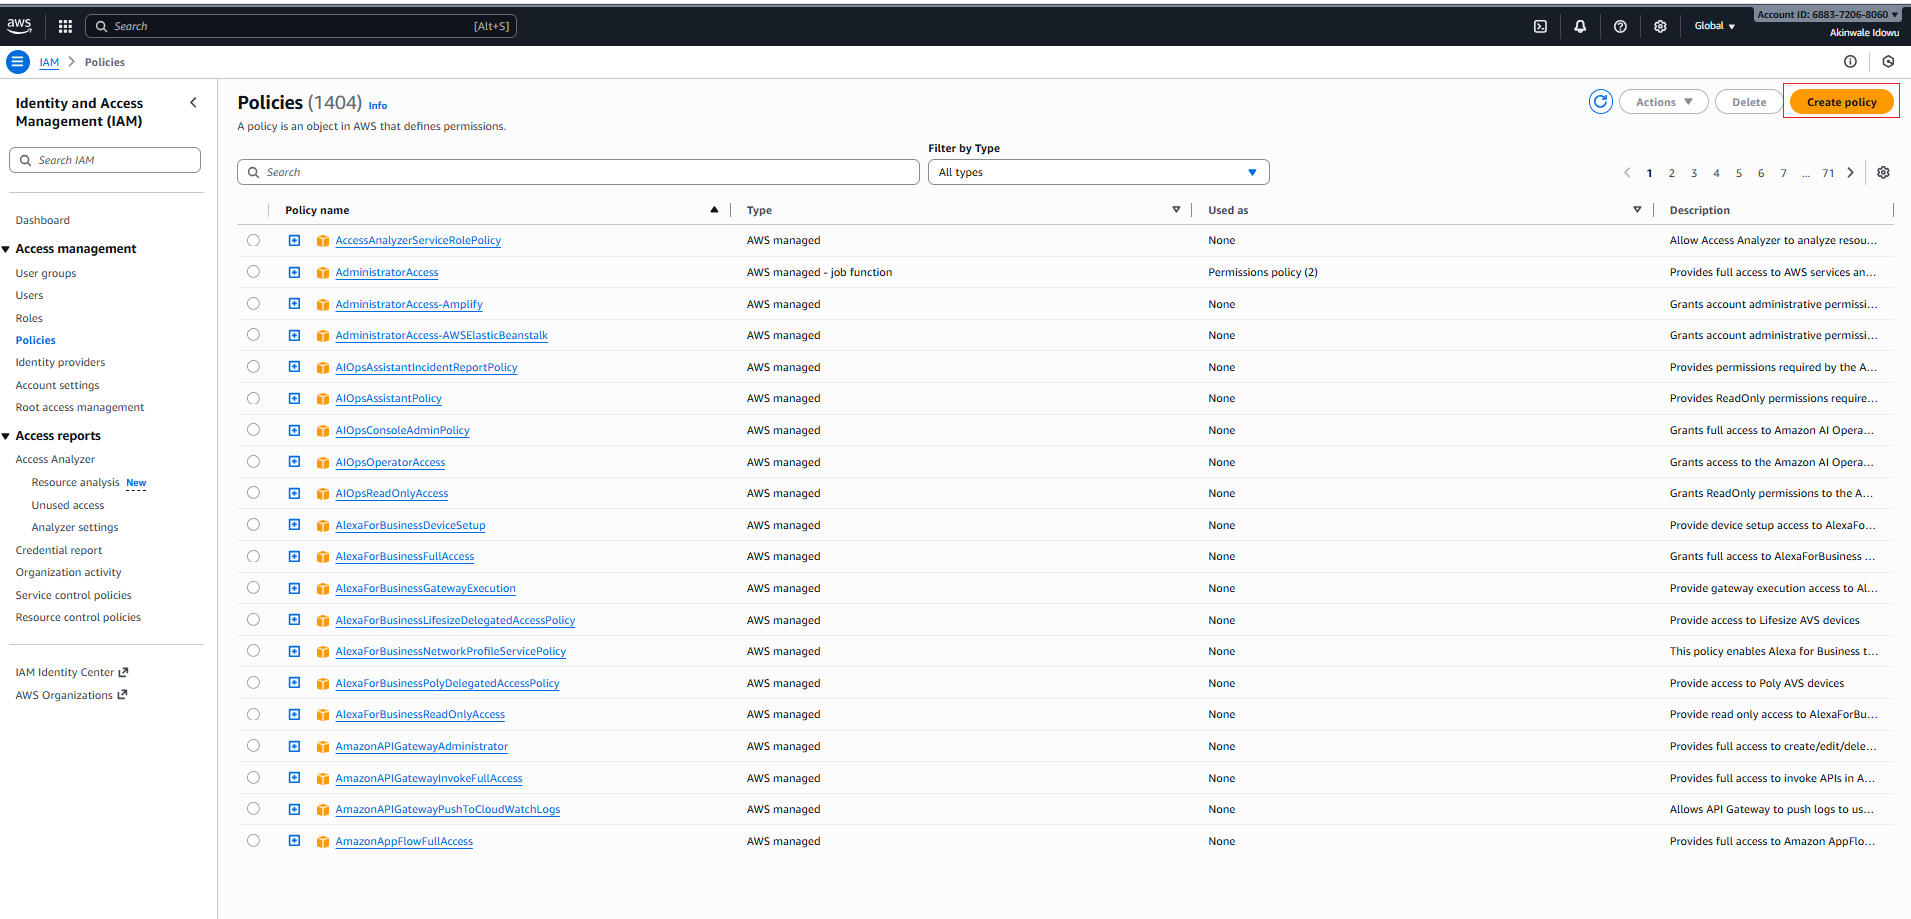 aws
Search [Alt+S]
Global
Account ID: 6883-7206-8060
Akinwale Idowu
IAM > Policies
Identity and Access Management (IAM)
Search IAM
Dashboard
Access management
User groups
Users
Roles
Policies
Identity providers
Account settings
Root access management
Access reports
Access Analyzer
Resource analysis New
Unused access
Analyzer settings
Credential report
Organization activity
Service control policies
Resource control policies
IAM Identity Center
AWS Organizations
Policies (1404) Info
A policy is an object in AWS that defines permissions.
Actions Delete Create policy
Filter by Type
Search All types 1 2 3 4 5 6 7 ... 71
Policy name Type Used as Description
AccessAnalyzerServiceRolePolicy AWS managed None Allow Access Analyzer to analyze resou...
AdministratorAccess AWS managed - job function Permissions policy (2) Provides full access to AWS services an...
AdministratorAccess-Amplify AWS managed None Grants account administrative permissi...
AdministratorAccess-AWSElasticBeanstalk AWS managed None Grants account administrative permissi...
AIOpsAssistantIncidentReportPolicy AWS managed None Provides permissions required by the A...
AIOpsAssistantPolicy AWS managed None Provides ReadOnly permissions require...
AIOpsConsoleAdminPolicy AWS managed None Grants full access to Amazon AI Opera...
AIOpsOperatorAccess AWS managed None Grants access to the Amazon AI Opera...
AIOpsReadOnlyAccess AWS managed None Grants ReadOnly permissions to the A...
AlexaForBusinessDeviceSetup AWS managed None Provide device setup access to AlexaFo...
AlexaForBusinessFullAccess AWS managed None Grants full access to AlexaForBusiness ...
AlexaForBusinessGatewayExecution AWS managed None Provide gateway execution access to Al...
AlexaForBusinessLifesizeDelegatedAccessPolicy AWS managed None Provide access to Lifesize AVS devices
AlexaForBusinessNetworkProfileServicePolicy AWS managed None This policy enables Alexa for Business t...
AlexaForBusinessPolyDelegatedAccessPolicy AWS managed None Provide access to Poly AVS devices
AlexaForBusinessReadOnlyAccess AWS managed None Provide read only access to AlexaForBu...
AmazonAPIGatewayAdministrator AWS managed None Provides full access to create/edit/dele...
AmazonAPIGatewayInvokeFullAccess AWS managed None Provides full access to invoke APIs in A...
AmazonAPIGatewayPushToCloudWatchLogs AWS managed None Allows API Gateway to push logs to us...
AmazonAppFlowFullAccess AWS managed None Provides full access to Amazon AppFlo...